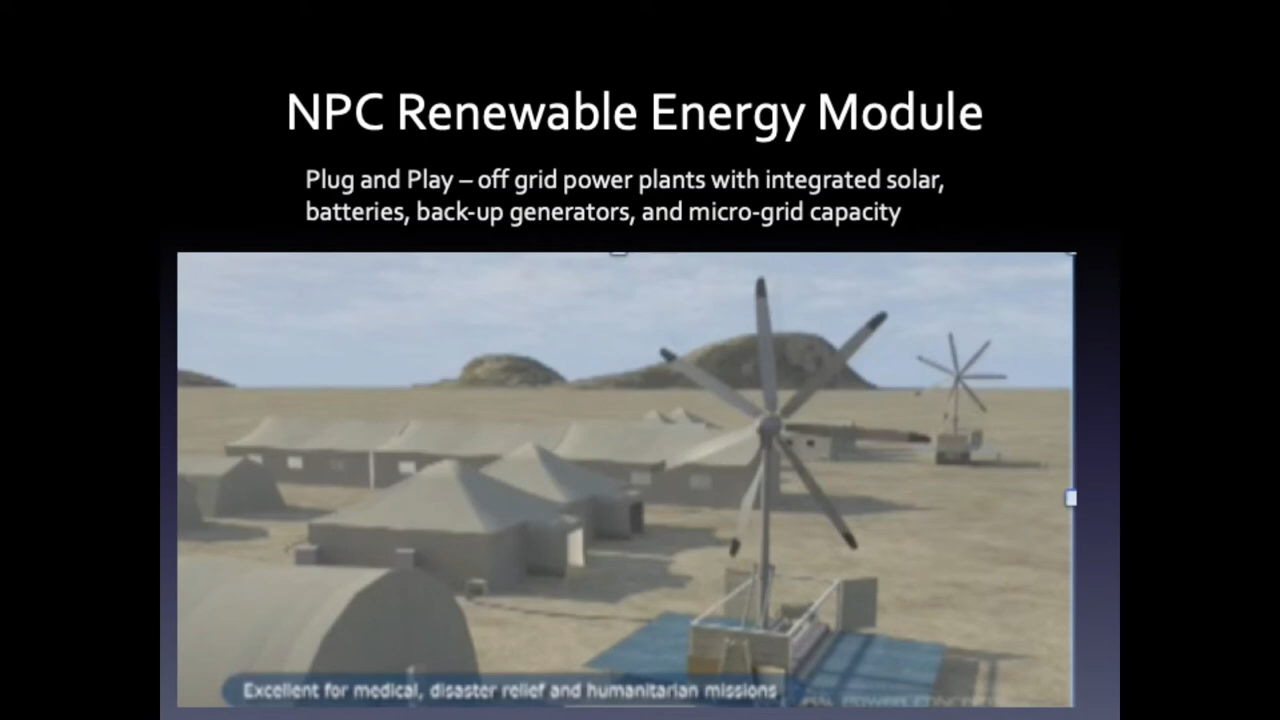 NPC Renewable Energy Module
Plug and Play – off grid power plants with integrated solar,
batteries, back-up generators, and micro-grid capacity
Excellent for medical, disaster relief and humanitarian missions
POWER